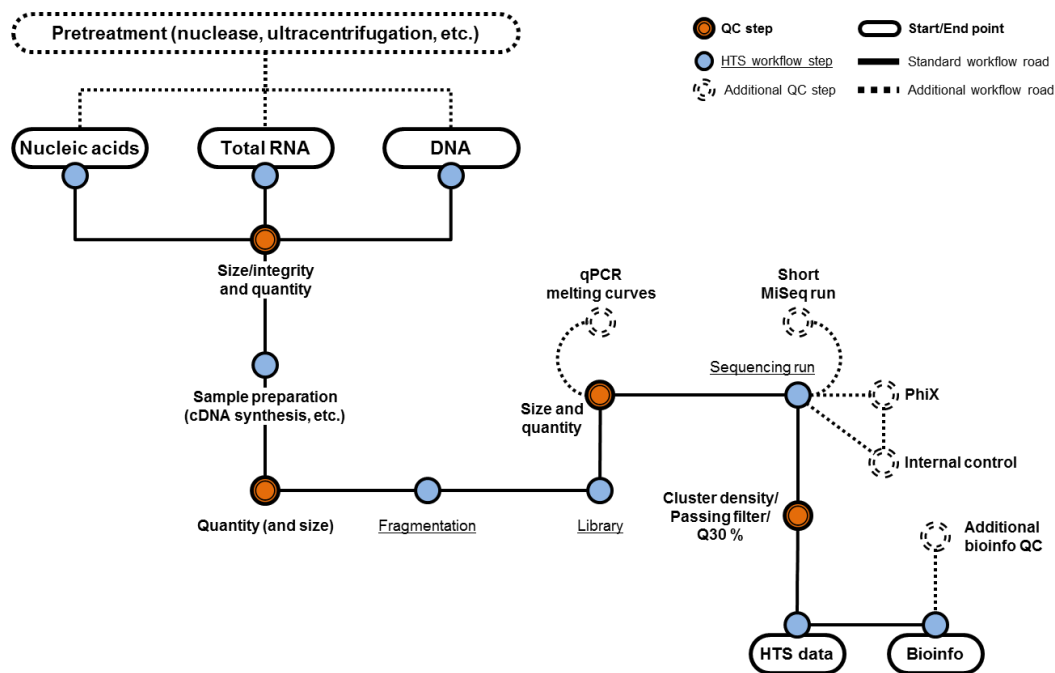 Pretreatment (nuclease, ultracentrifugation, etc.)
QC step
Start/End point
HTS workflow step
Standard workflow road
Additional QC step
Additional workflow road
Nucleic acids
Total RNA
DNA
Size/integrity
and quantity
qPCR
melting curves
Short
MiSeq run
Sample preparation
(cDNA synthesis, etc.)
Sequencing run
Size and
quantity
PhiX
Internal control
Quantity (and size)
Fragmentation
Library
Cluster density/
Passing filter/
Q30 %
Additional
bioinfo QC
HTS data
Bioinfo